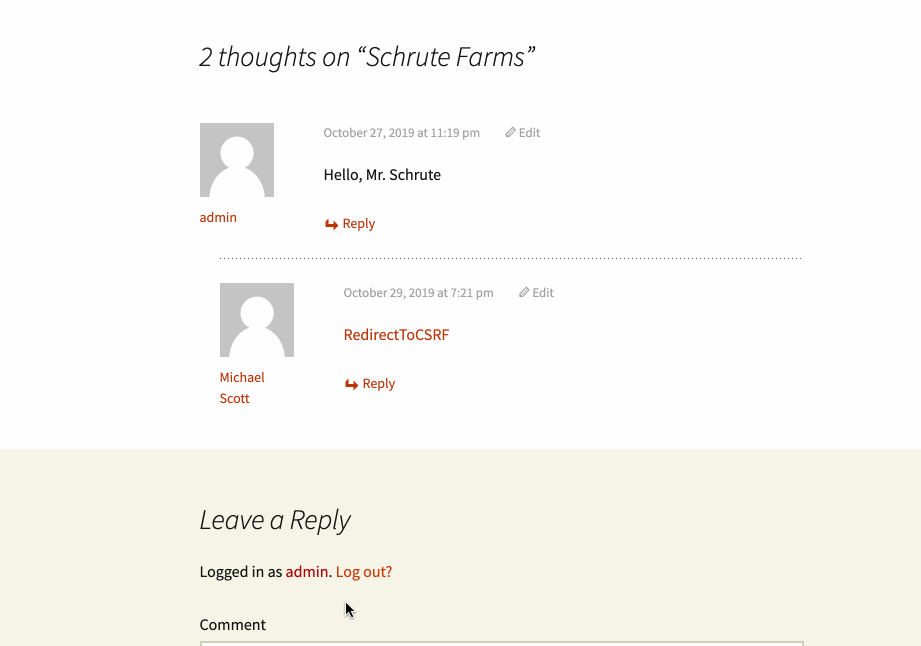 2 thoughts on “Schrute Farms”
October 27, 2019 at 11:19 pm Edit
Hello, Mr. Schrute
admin
Reply
October 29, 2019 at 7:21 pm Edit
RedirectToCSRF
Michael
Scott
Reply
Leave a Reply
Logged in as admin. Log out?
Comment